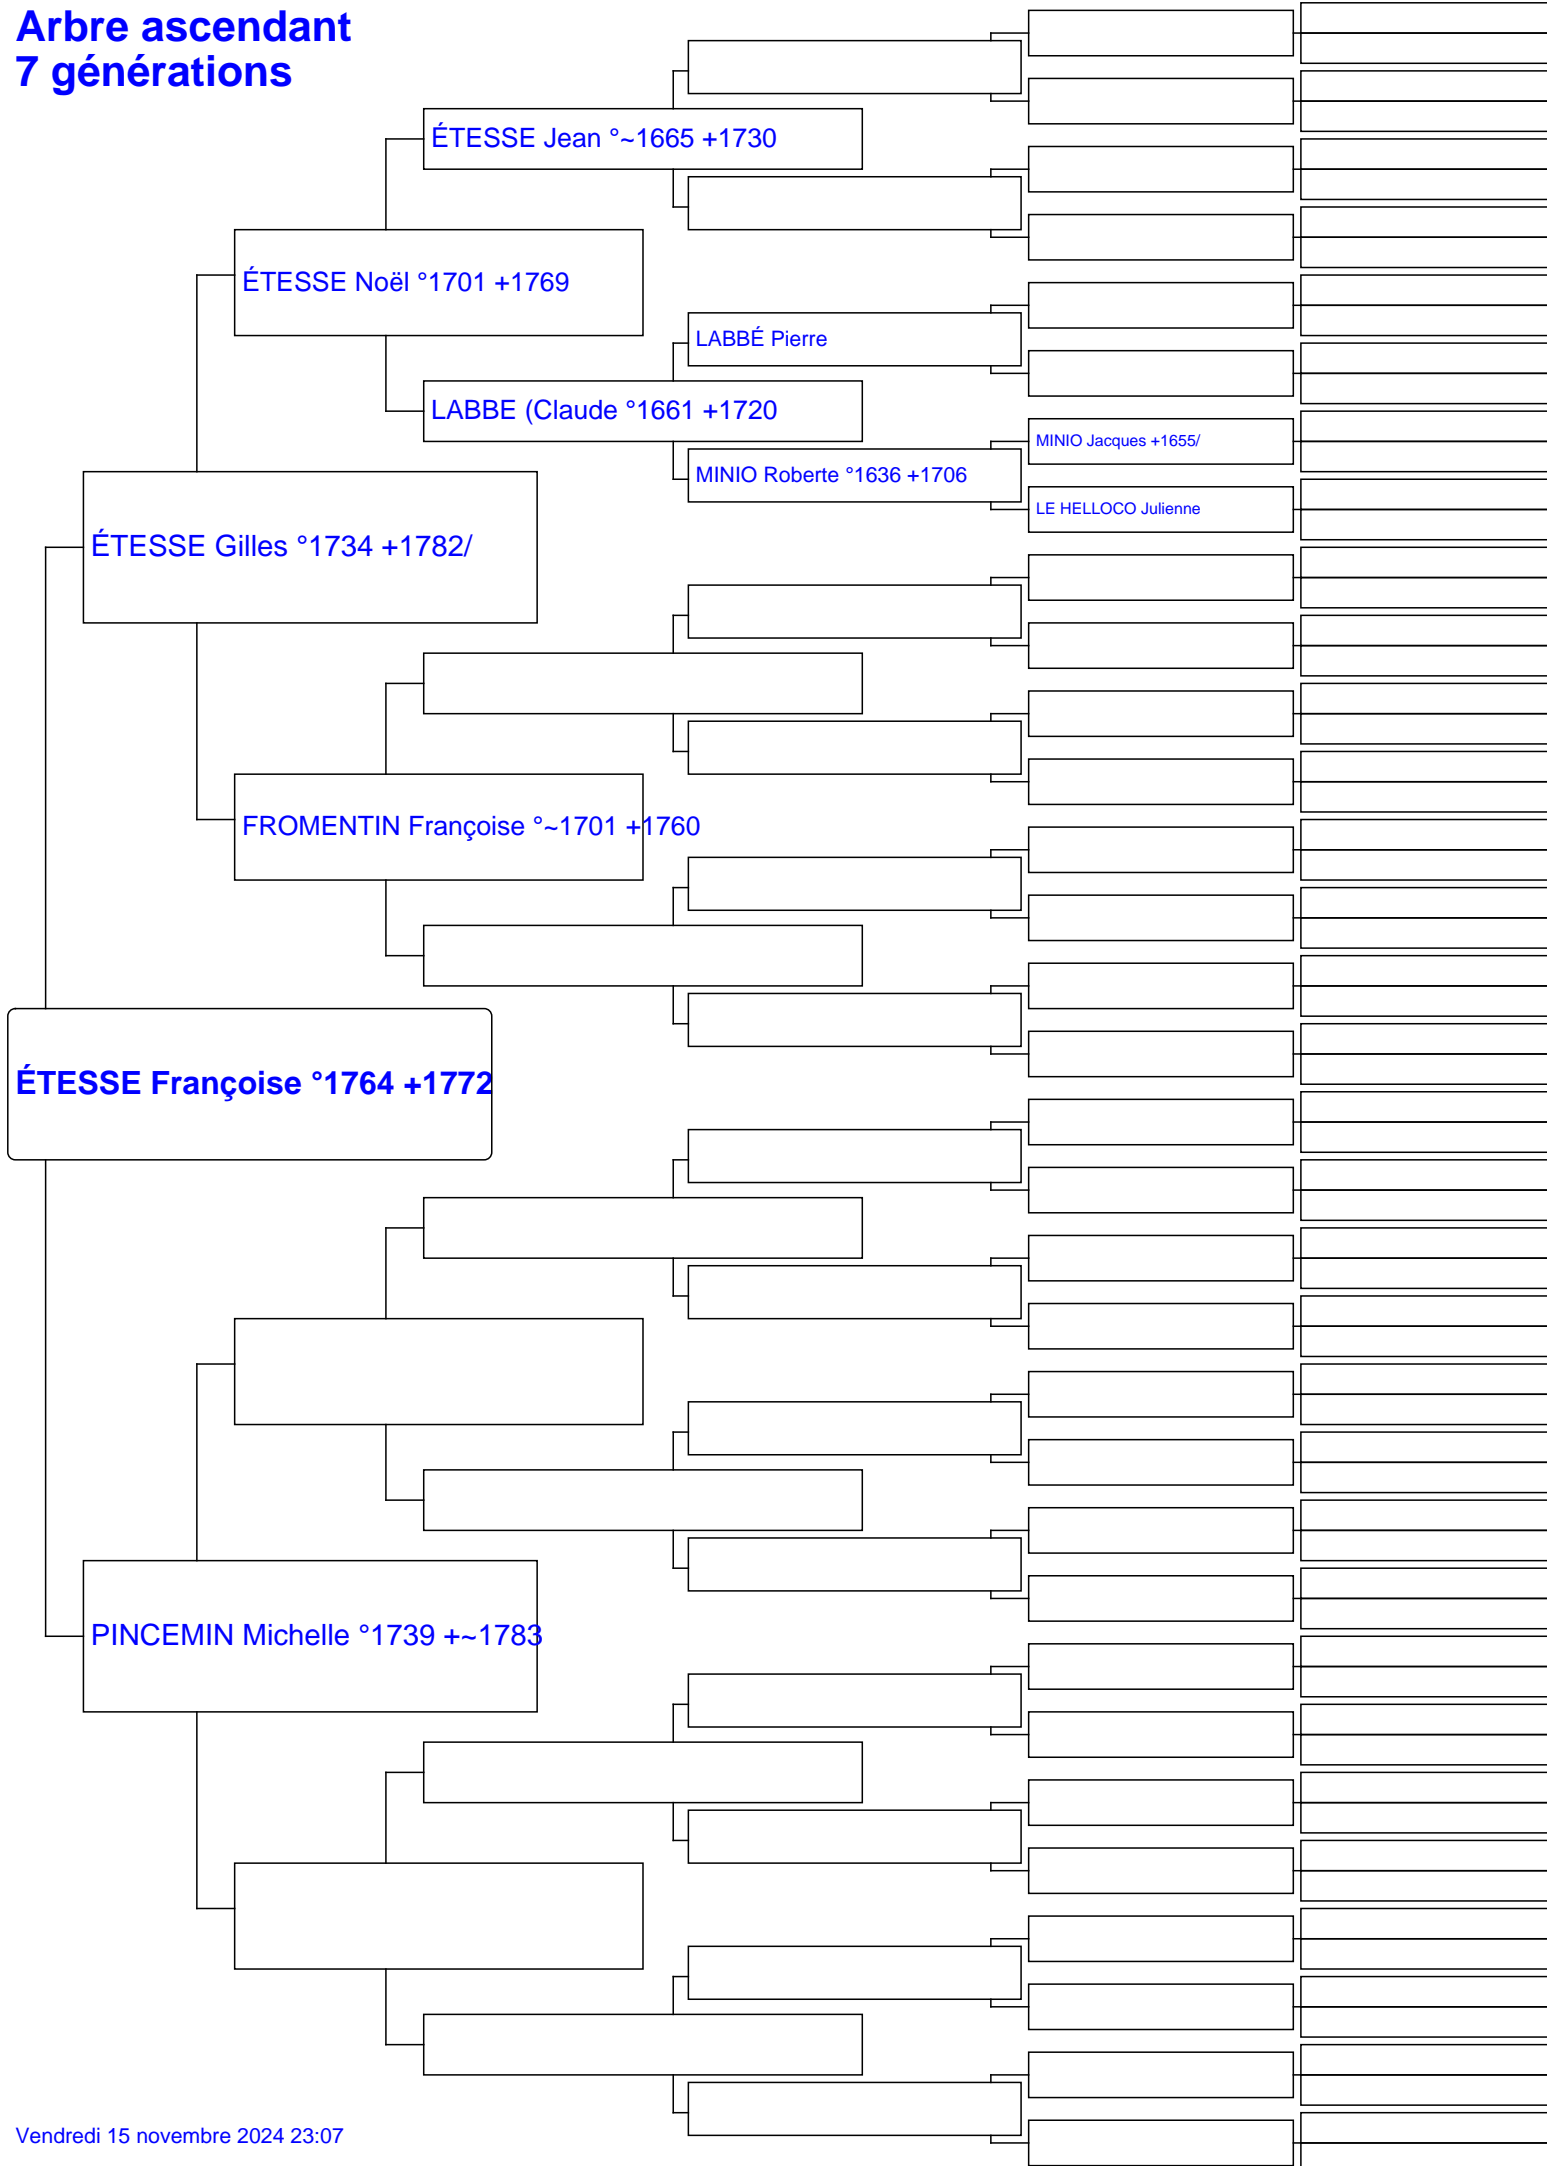 Arbre ascendant
7 générations
ÉTESSE Jean °~1665 +1730
ÉTESSE Noël °1701 +1769
LABBÉ Pierre
LABBE (Claude °1661 +1720
MINIO Jacques +1655/
MINIO Roberte °1636 +1706
LE HELLOCO Julienne
ÉTESSE Gilles °1734 +1782/
FROMENTIN Françoise °~1701 +1760
ÉTESSE Françoise °1764 +1772
PINCEMIN Michelle °1739 +~1783
Vendredi 15 novembre 2024 23:07